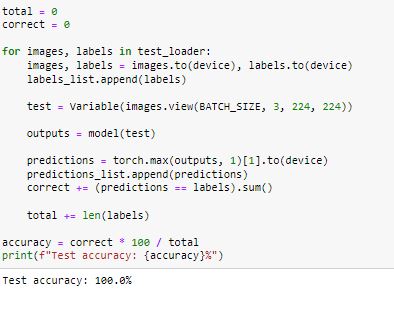 total = 0
correct = 0
for images, labels in test_loader:
    images, labels = images.to(device), labels.to(device)
    labels_list.append(labels)
    test = Variable(images.view(BATCH_SIZE, 3, 224, 224))
    outputs = model(test)
    predictions = torch.max(outputs, 1)[1].to(device)
    predictions_list.append(predictions)
    correct += (predictions == labels).sum()
    total += len(labels)
accuracy = correct * 100 / total
print(f"Test accuracy: {accuracy}%")
Test accuracy: 100.0%